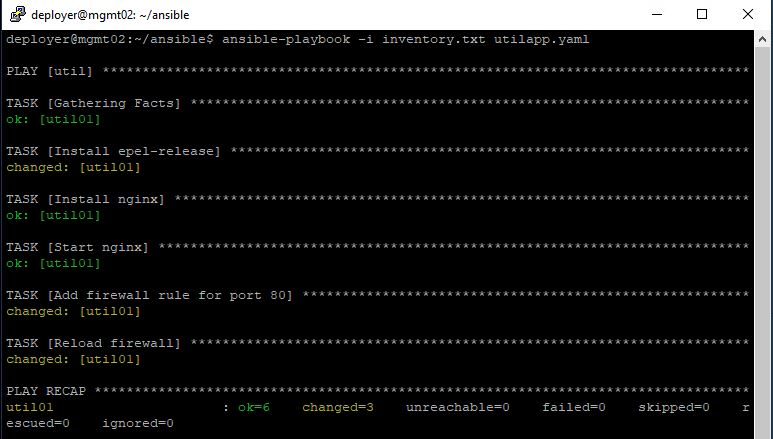 deployer@mgmt02: ~/ansible
deployer@mgmt02:~/ansible$ ansible-playbook -i inventory.txt utilapp.yaml
PLAY [util] *********************************************************************************
TASK [Gathering Facts] **********************************************************************
ok: [util01]
TASK [Install epel-release] *****************************************************************
changed: [util01]
TASK [Install nginx] ************************************************************************
ok: [util01]
TASK [Start nginx] **************************************************************************
ok: [util01]
TASK [Add firewall rule for port 80] ********************************************************
changed: [util01]
TASK [Reload firewall] **********************************************************************
changed: [util01]
PLAY RECAP **********************************************************************************
util01                     : ok=6    changed=3    unreachable=0    failed=0    skipped=0    r
escued=0    ignored=0